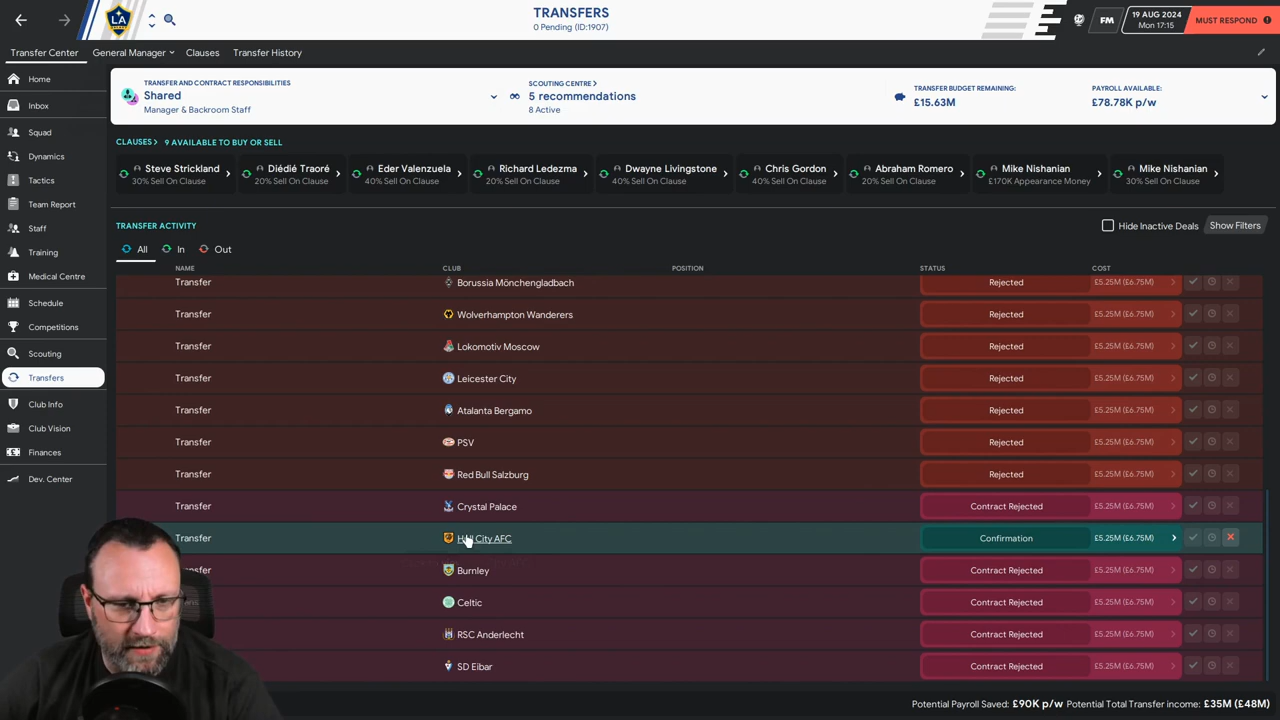 LA
TRANSFERS
0 Pending (ID:1907)
FM
19 AUG 2024
Mon 17:15
MUST RESPOND
Transfer Center
General Manager
Clauses
Transfer History
Home
Inbox
Squad
Dynamics
Tactics
Team Report
Staff
Training
Medical Centre
Schedule
Competitions
Scouting
Transfers
Club Info
Club Vision
Finances
Dev. Center
TRANSFER AND CONTRACT RESPONSIBILITIES
Shared
Manager & Backroom Staff
SCOUTING CENTRE >
5 recommendations
8 Active
TRANSFER BUDGET REMAINING:
£15.63M
PAYROLL AVAILABLE:
£78.78K p/w
CLAUSES > 9 AVAILABLE TO BUY OR SELL
Steve Strickland
30% Sell On Clause
Diédié Traoré
20% Sell On Clause
Eder Valenzuela
40% Sell On Clause
Richard Ledezma
20% Sell On Clause
Dwayne Livingstone
40% Sell On Clause
Chris Gordon
40% Sell On Clause
Abraham Romero
20% Sell On Clause
Mike Nishanian
£170K Appearance Money
Mike Nishanian
30% Sell On Clause
TRANSFER ACTIVITY
Hide Inactive Deals
Show Filters
All
In
Out
NAME CLUB POSITION STATUS COST
Transfer Borussia Mönchengladbach Rejected £5.25M (£6.75M)
Transfer Wolverhampton Wanderers Rejected £5.25M (£6.75M)
Transfer Lokomotiv Moscow Rejected £5.25M (£6.75M)
Transfer Leicester City Rejected £5.25M (£6.75M)
Transfer Atalanta Bergamo Rejected £5.25M (£6.75M)
Transfer PSV Rejected £5.25M (£6.75M)
Transfer Red Bull Salzburg Rejected £5.25M (£6.75M)
Transfer Crystal Palace Contract Rejected £5.25M (£6.75M)
Transfer Hull City AFC Confirmation £5.25M (£6.75M)
Burnley Contract Rejected £5.25M (£6.75M)
Celtic Contract Rejected £5.25M (£6.75M)
RSC Anderlecht Contract Rejected £5.25M (£6.75M)
SD Eibar Contract Rejected £5.25M (£6.75M)
Potential Payroll Saved: £90K p/w Potential Total Transfer income: £35M (£48M)